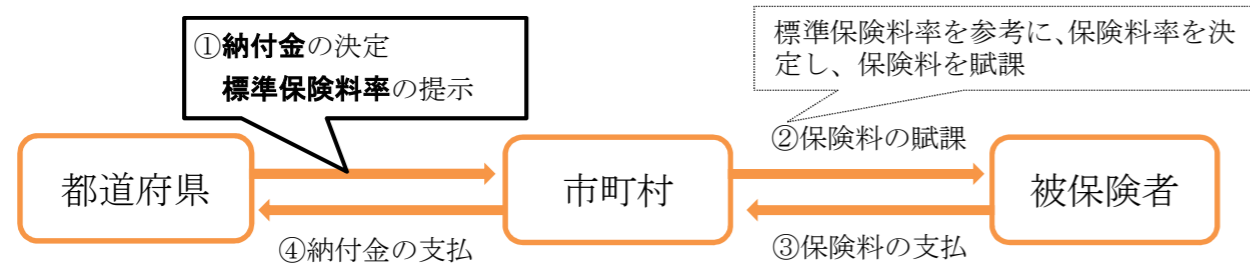 ①納付金の決定
標準保険料率の提示
標準保険料率を参考に、保険料率を決
定し、保険料を賦課
②保険料の賦課
都道府県
市町村
被保険者
④納付金の支払
③保険料の支払